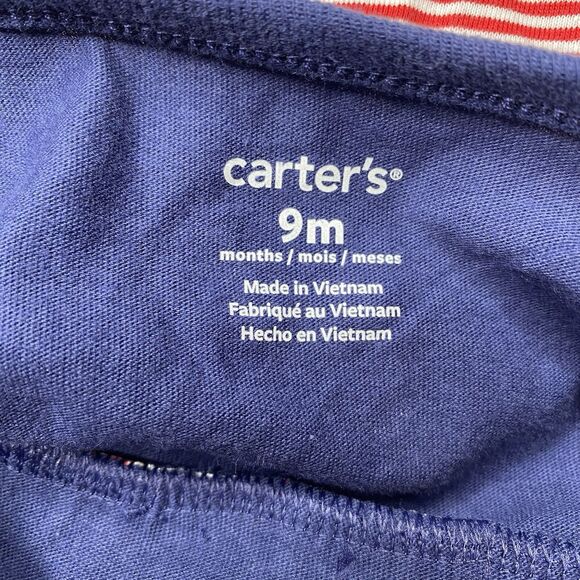 carter's®
9m
months / mois / meses
Made in Vietnam
Fabriqué au Vietnam
Hecho en Vietnam